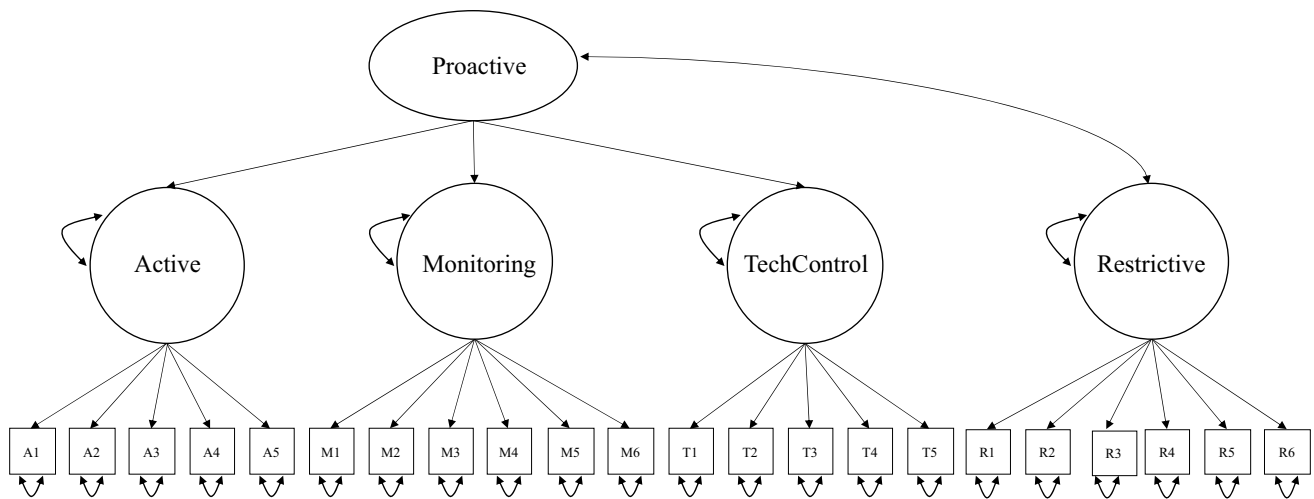 Proactive
Active Monitoring TechControl Restrictive
A1 A2 A3 A4 A5 M1 M2 M3 M4 M5 M6 T1 T2 T3 T4 T5 R1 R2 R3 R4 R5 R6